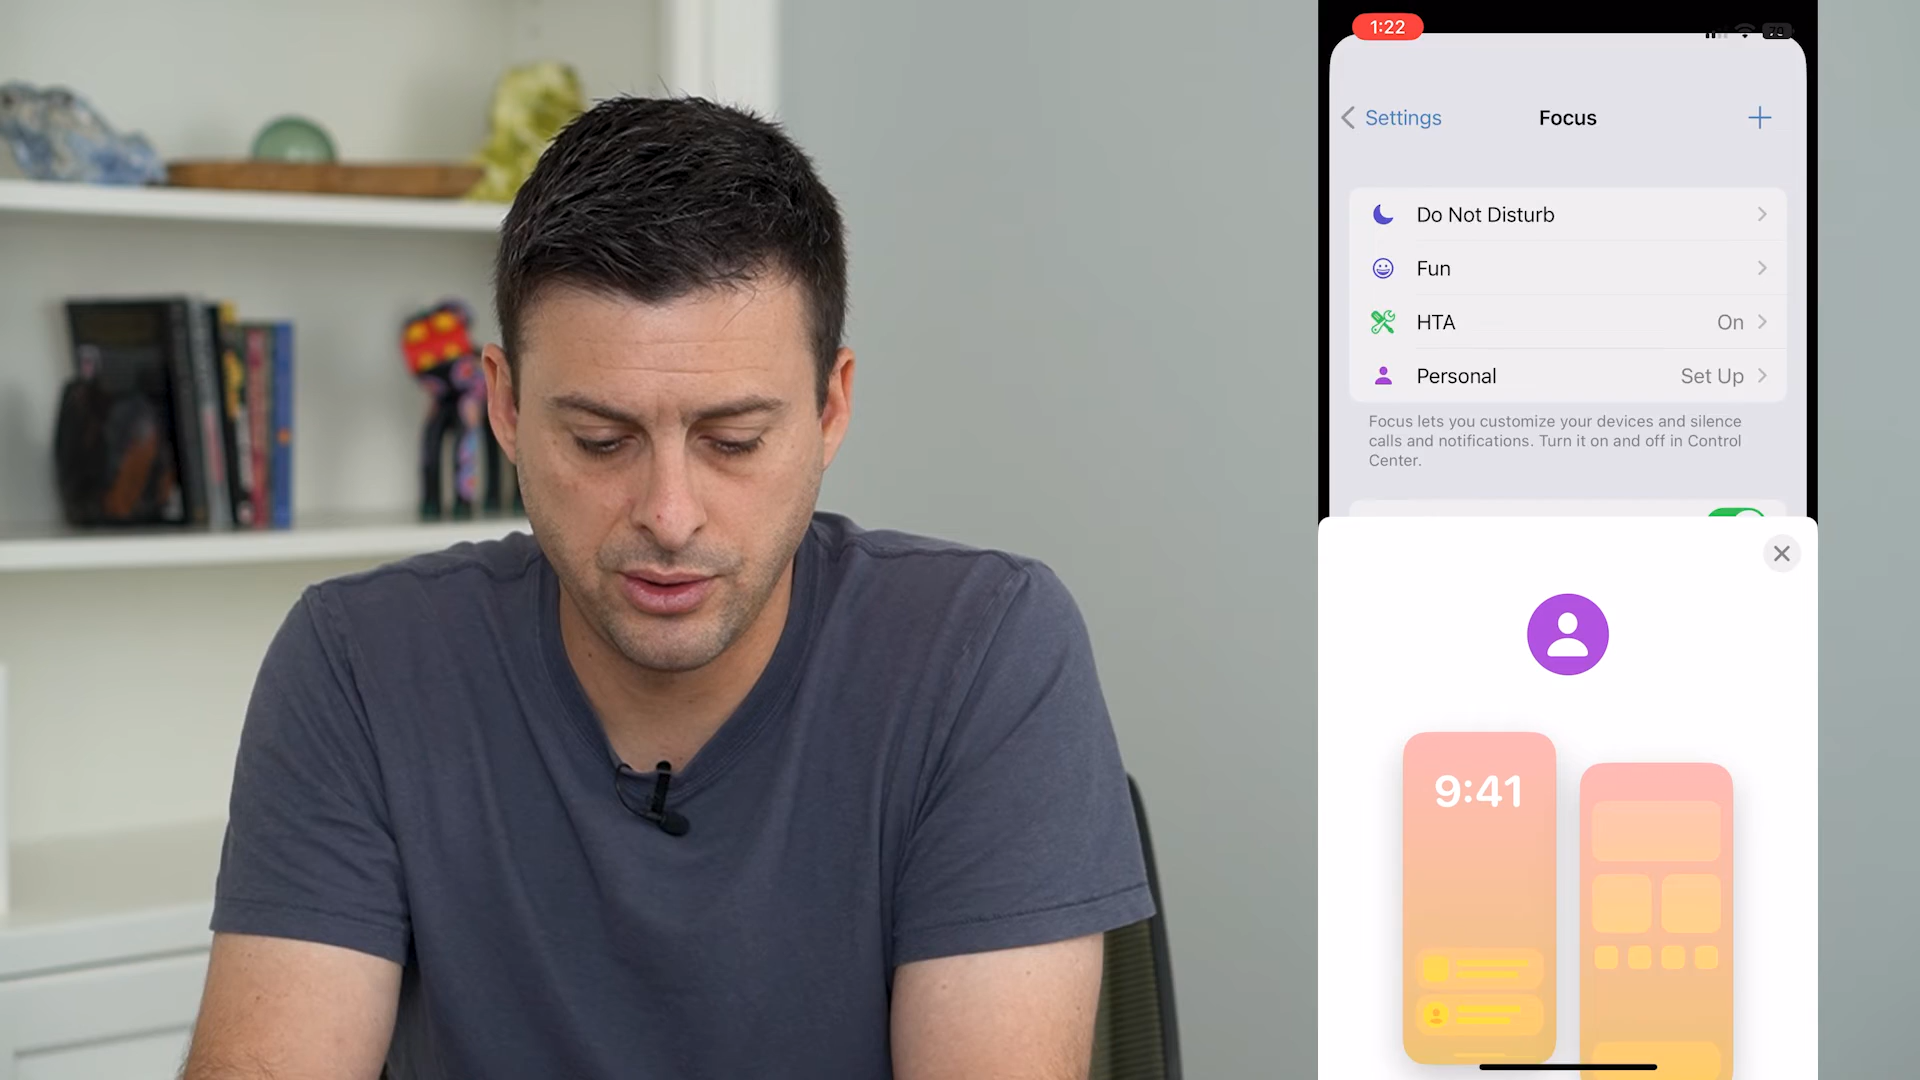 1:22
70
Settings
Focus
Do Not Disturb
Fun
HTA On
Personal Set Up
Focus lets you customize your devices and silence
calls and notifications. Turn it on and off in Control
Center.
9:41